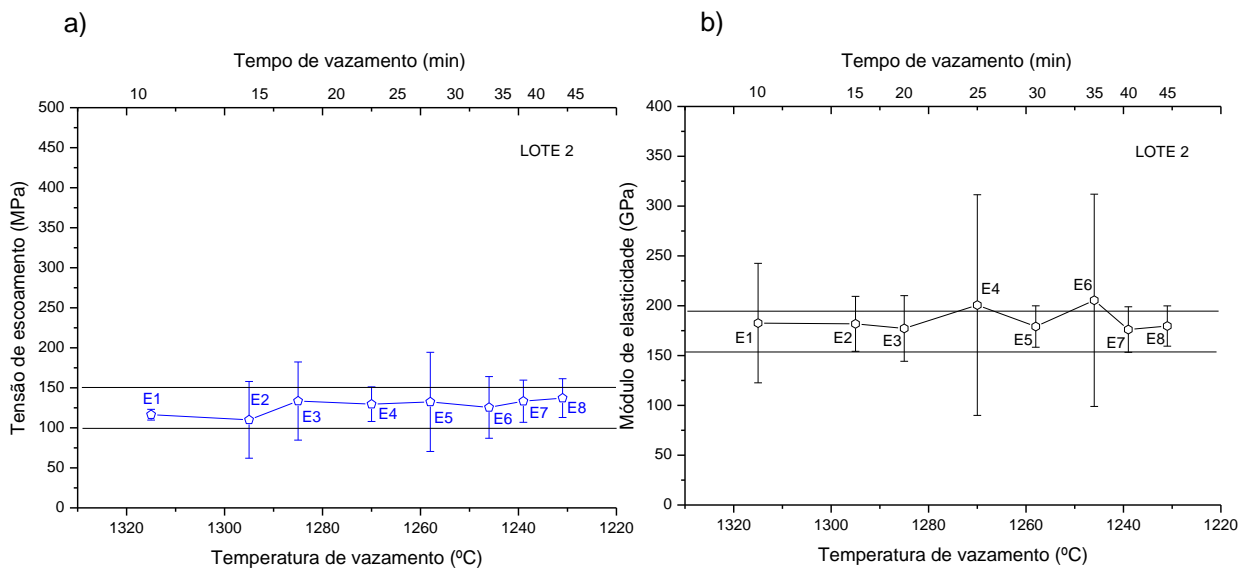 a)
Tempo de vazamento (min)
10 15 20 25 30 35 40 45
500
450
400
350
300
250
200
150
100
50
0
Tensão de escoamento (MPa)
LOTE 2
E1 E2 E3 E4 E5 E6 E7 E8
1320 1300 1280 1260 1240 1220
Temperatura de vazamento (ºC)
b)
Tempo de vazamento (min)
10 15 20 25 30 35 40 45
400
350
300
250
200
150
100
50
0
Módulo de elasticidade (GPa)
LOTE 2
E1 E2 E3 E4 E5 E6 E7 E8
1320 1300 1280 1260 1240 1220
Temperatura de vazamento (ºC)